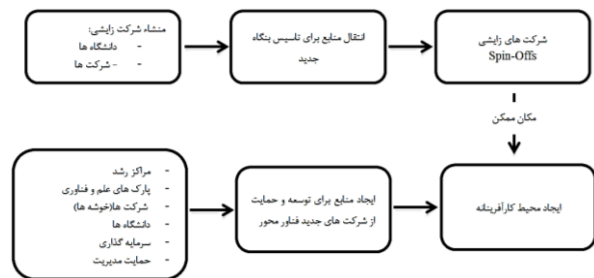 منشاء شرکت زایشی:
- دانشگاه ها
- - شرکت ها
انتقال منابع برای تاسیس بنگاه
جدید
شرکت های زایشی
Spin-Offs
مکان ممکن
- مراکز رشد
- پارک های علم و فناوری
- شرکت ها(خوشه ها)
- دانشگاه ها
- سرمایه گذاری
- حمایت مدیریت
ایجاد منابع برای توسعه و حمایت
از شرکت های جدید فناور محور
ایجاد محیط کارآفرینانه